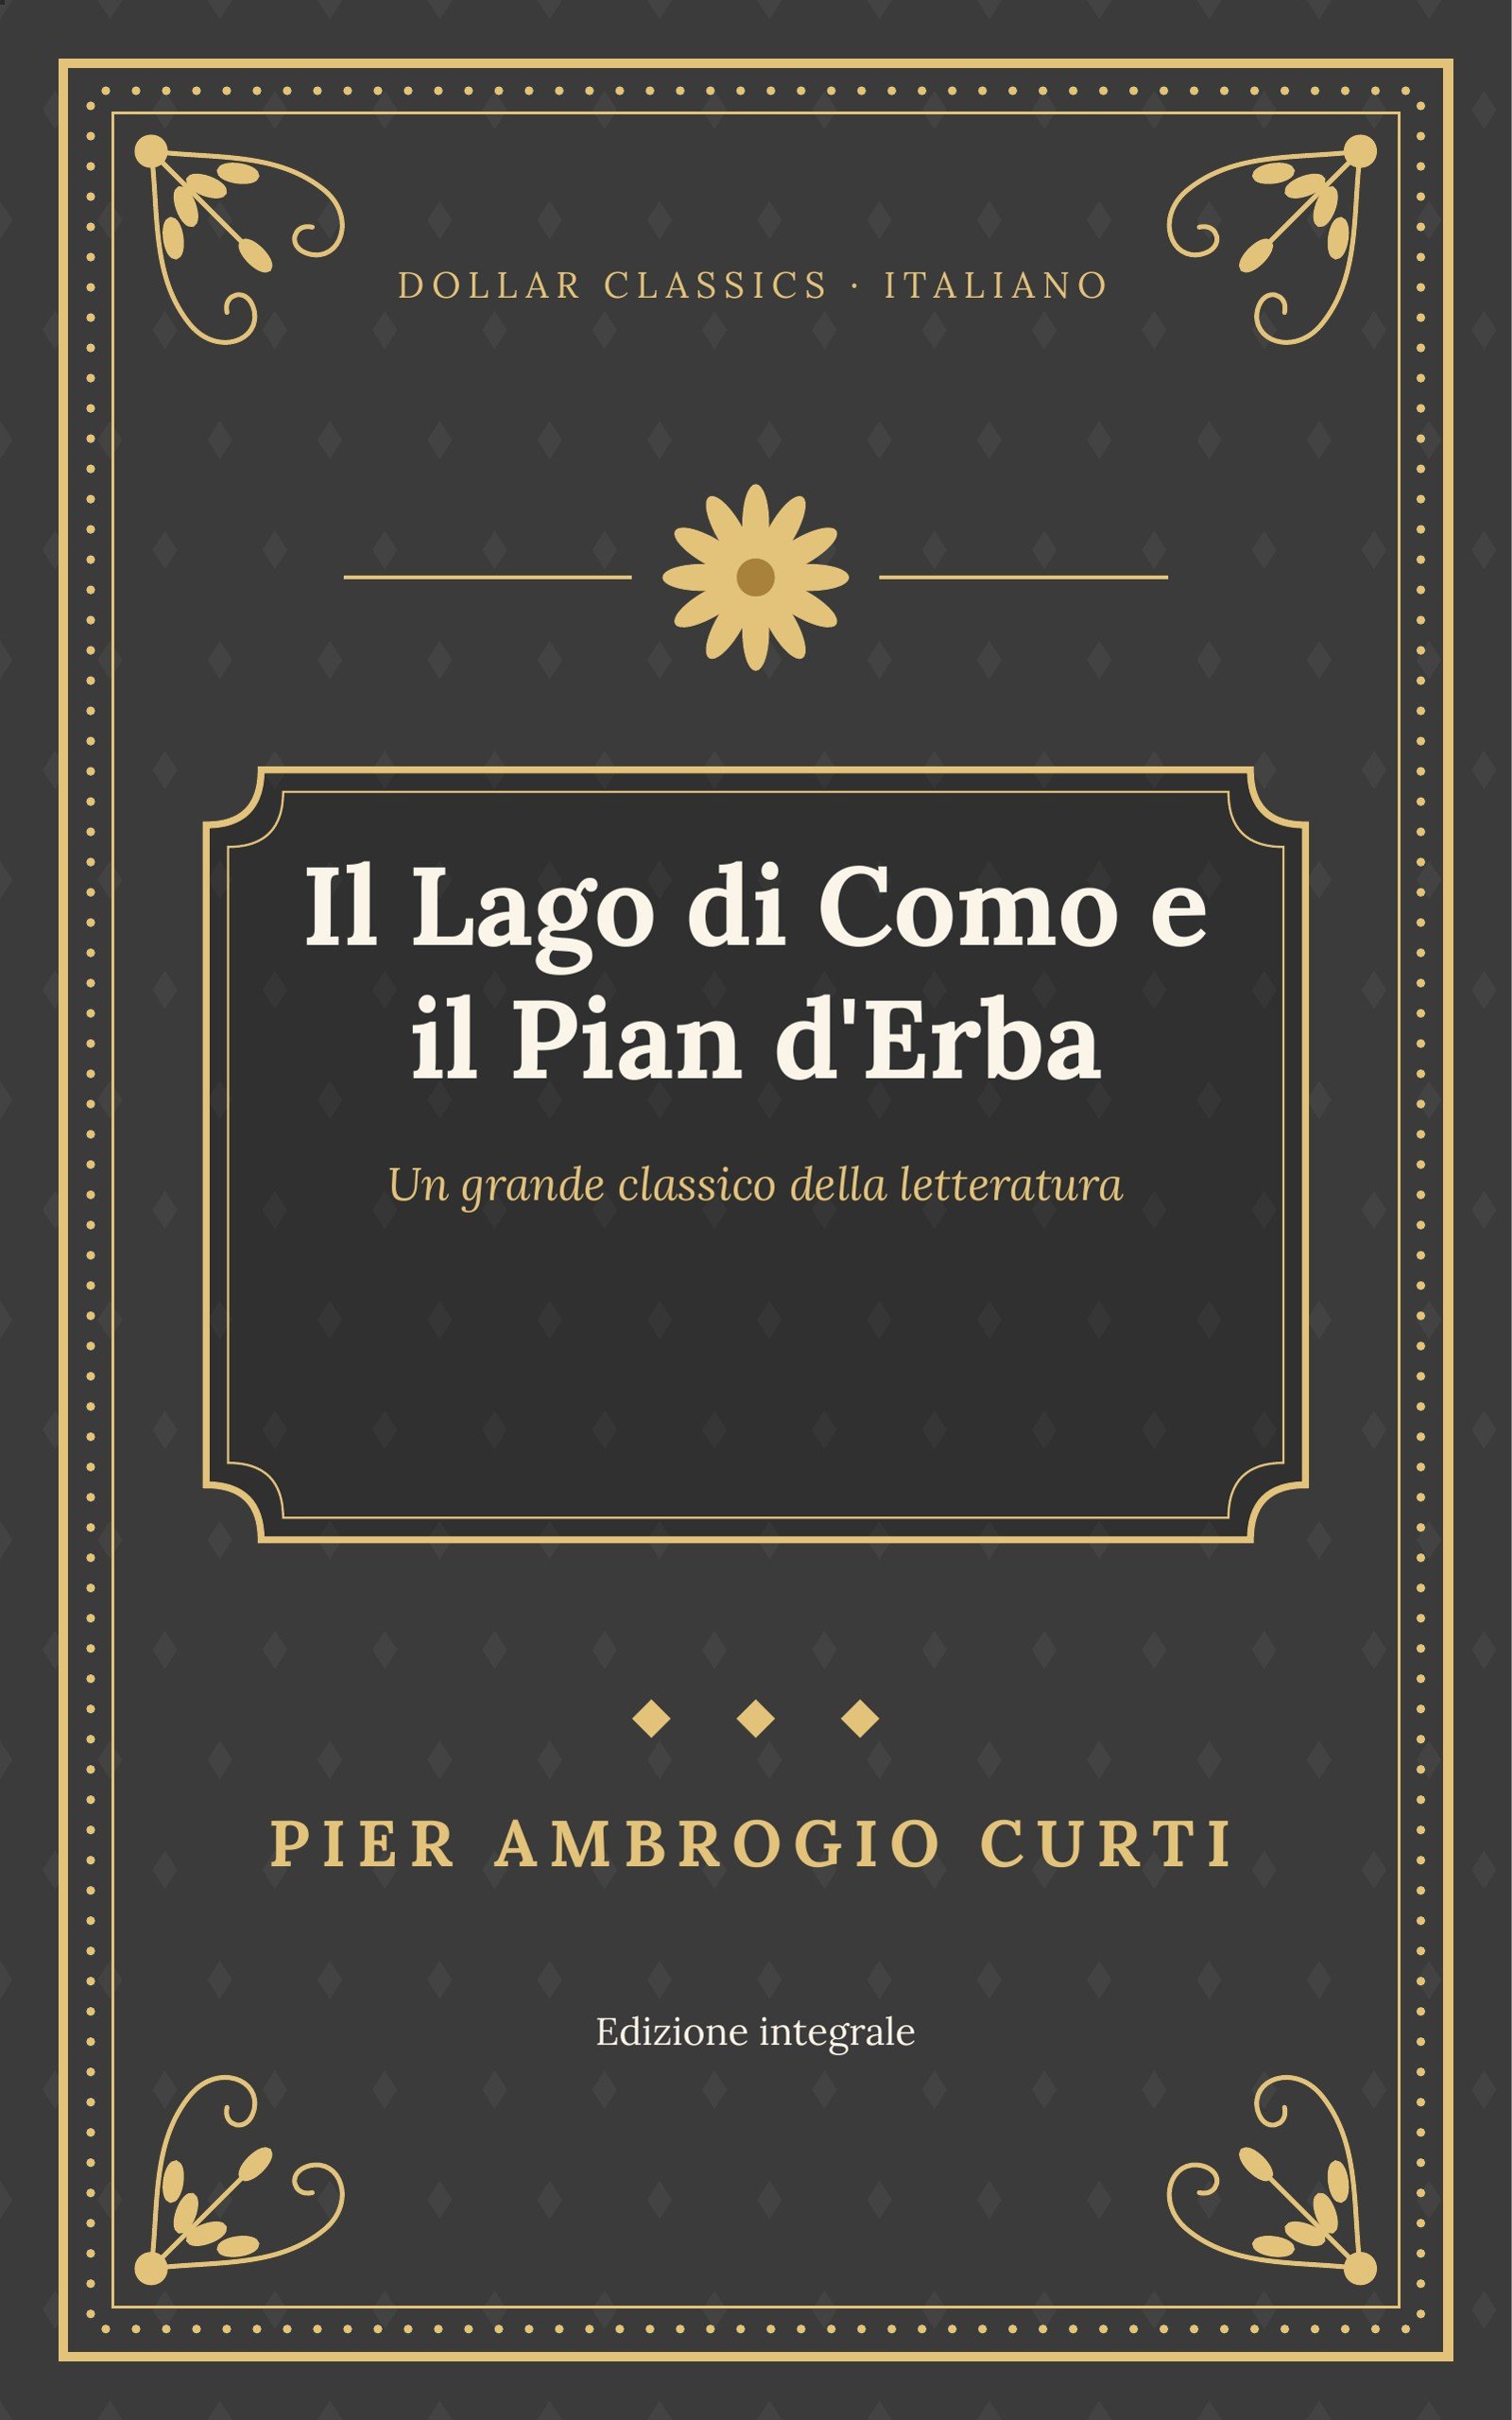 DOLLAR CLASSICS · ITALIANO
Il Lago di Como e
il Pian d'Erba
Un grande classico della letteratura
PIER AMBROGIO CURTI
Edizione integrale